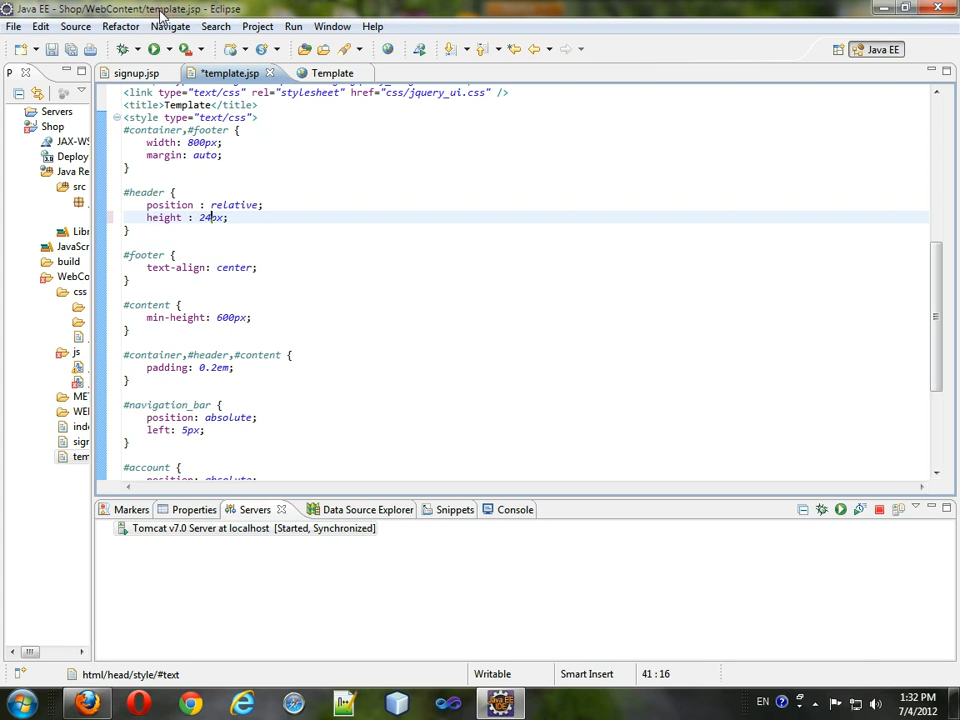 Java EE - Shop/WebContent/template.jsp - Eclipse
File Edit Source Refactor Navigate Search Project Run Window Help
Java EE
P
signup.jsp *template.jsp Template
Servers
Shop
JAX-WS
Deploy
Java Re
src
Lib
JavaScr
build
WebCo
css
js
ME
WE
ind
sig
tem
<link type="text/css" rel="stylesheet" href="css/jquery_ui.css" />
<title>Template</title>
<style type="text/css">
#container,#footer {
width: 800px;
margin: auto;
}
#header {
position : relative;
height : 24px;
}
#footer {
text-align: center;
}
#content {
min-height: 600px;
}
#container,#header,#content {
padding: 0.2em;
}
#navigation_bar {
position: absolute;
left: 5px;
}
#account {
position: absolute;
Markers Properties Servers Data Source Explorer Snippets Console
Tomcat v7.0 Server at localhost [Started, Synchronized]
html/head/style/#text Writable Smart Insert 41 : 16
EN 1:32 PM
7/4/2012